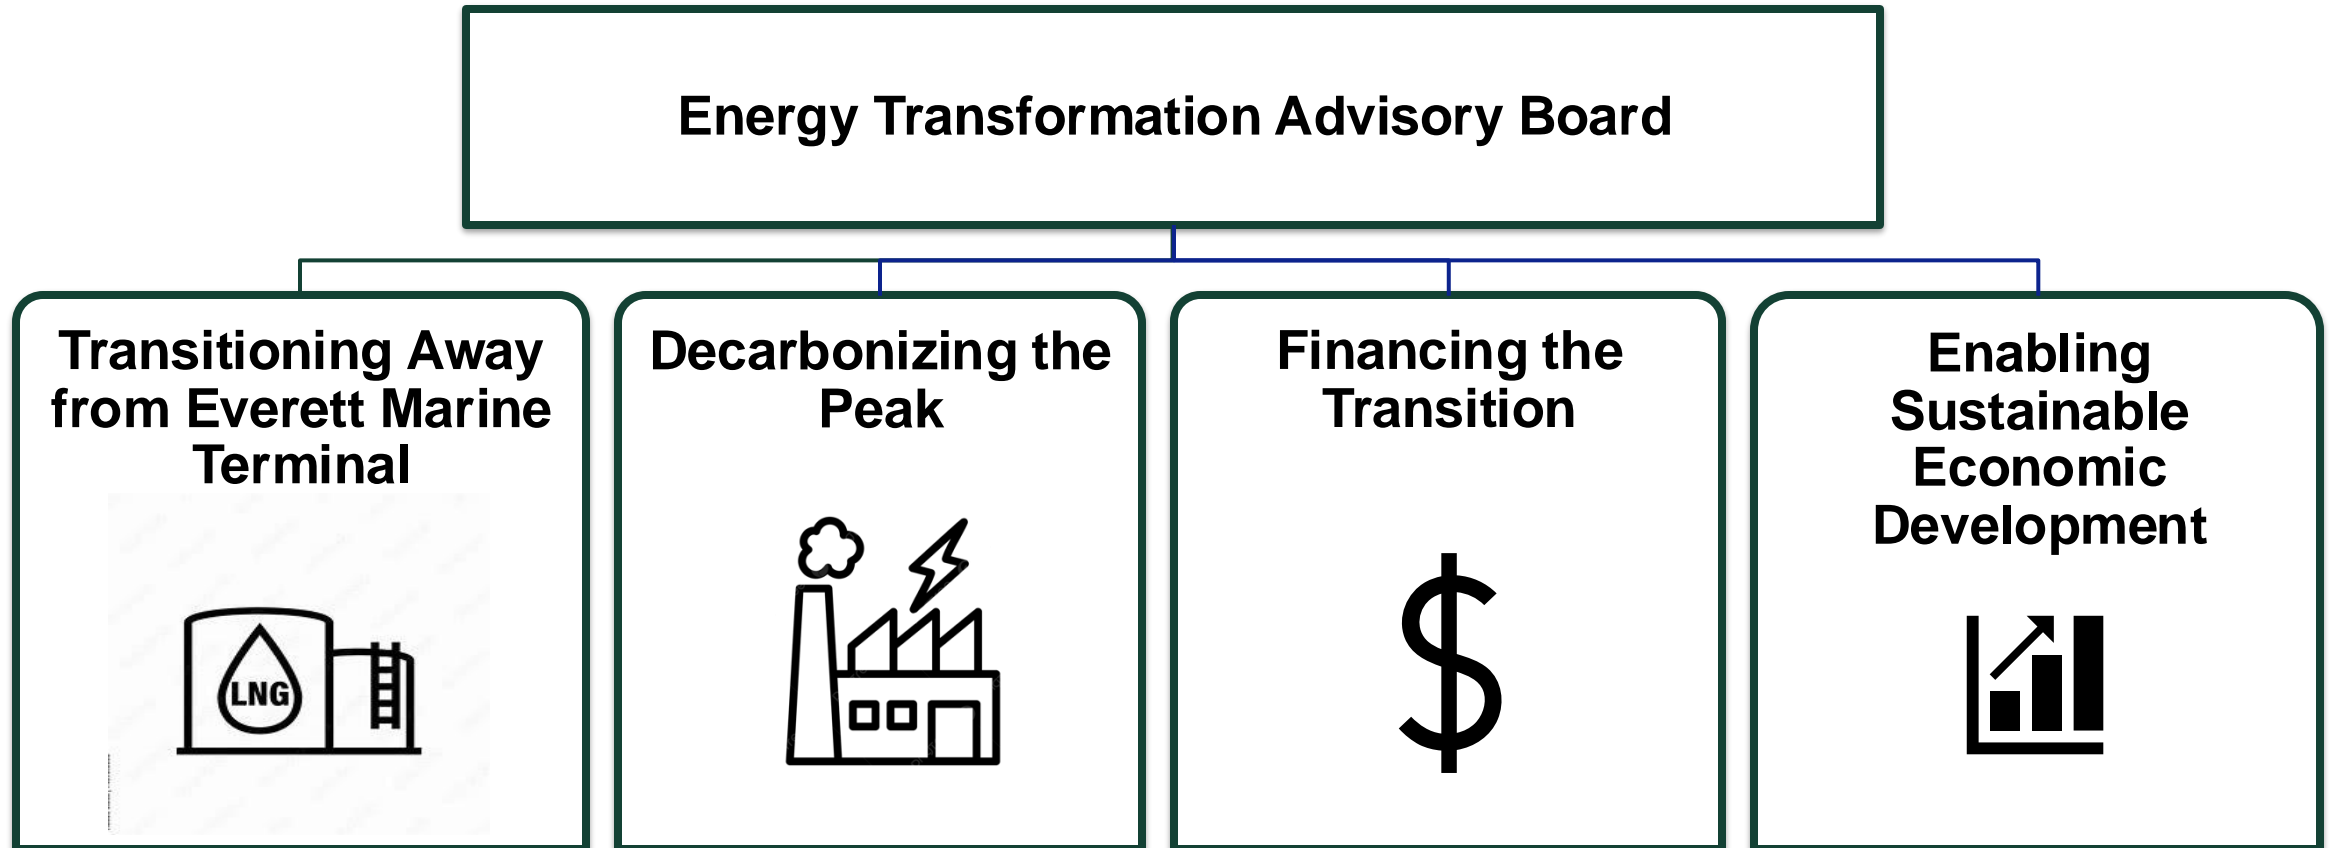 Energy Transformation Advisory Board
Transitioning Away
from Everett Marine
Terminal
LNG
Decarbonizing the
Peak
Financing the
Transition
$
Enabling
Sustainable
Economic
Development